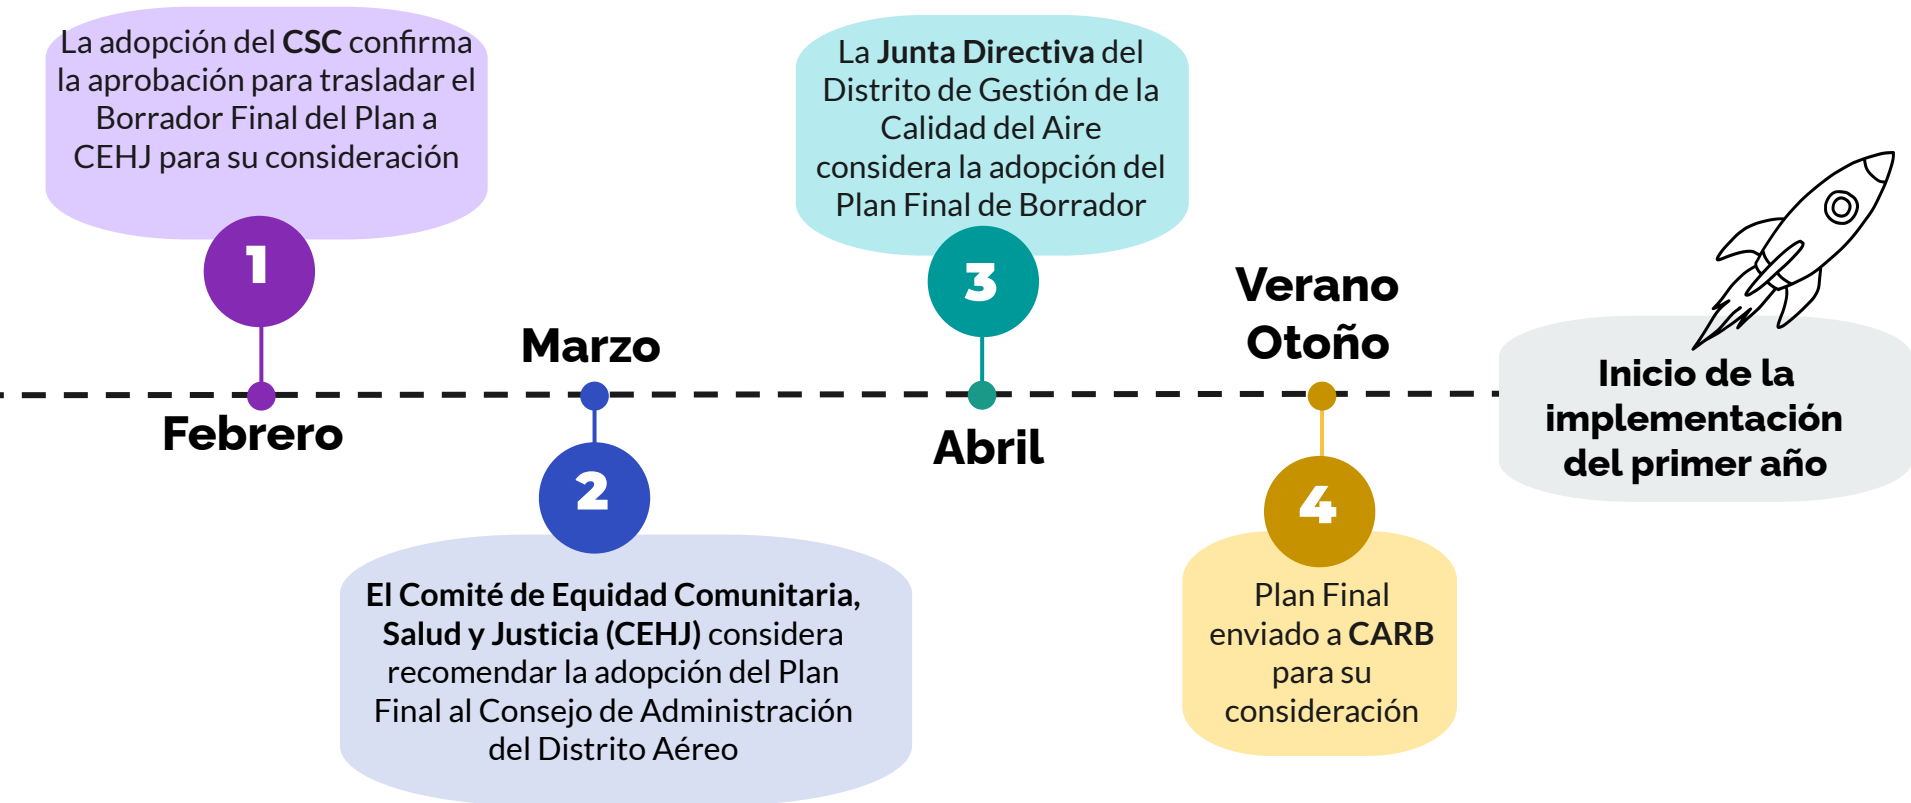 La adopción del CSC confirma
la aprobación para trasladar el
Borrador Final del Plan a
CEHJ para su consideración
1
Febrero
Marzo
2
El Comité de Equidad Comunitaria,
Salud y Justicia (CEHJ) considera
recomendar la adopción del Plan
Final al Consejo de Administración
del Distrito Aéreo
La Junta Directiva del
Distrito de Gestión de la
Calidad del Aire
considera la adopción del
Plan Final de Borrador
3
Abril
Verano
Otoño
4
Plan Final
enviado a CARB
para su
consideración
Inicio de la
implementación
del primer año